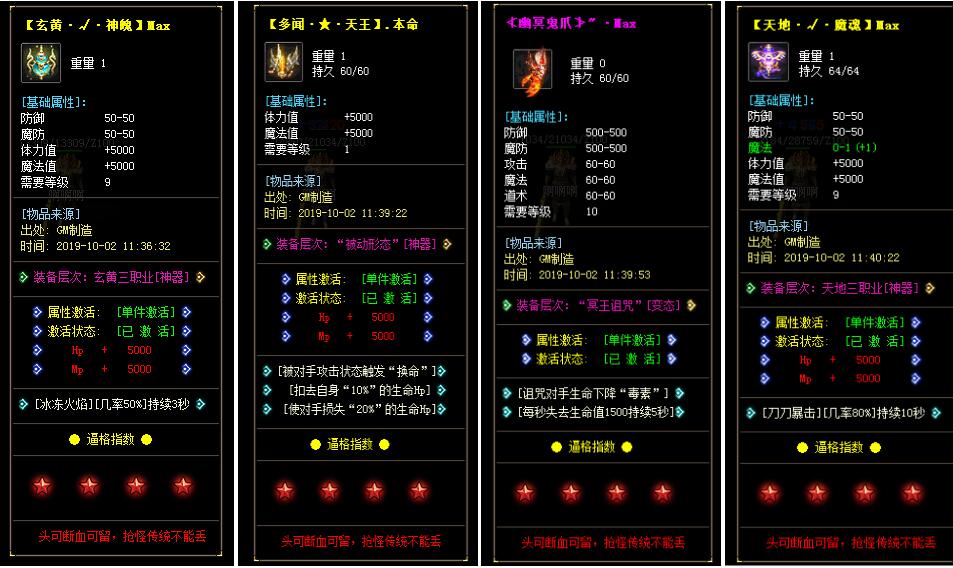 【玄黄·√·神魄】Max
重量 1
[基础属性]:
防御 50-50
魔防 50-50
体力值 +5000
魔法值 +5000
需要等级 9
[物品来源]
出处: GM制造
时间: 2019-10-02 11:36:32
装备层次: 玄黄三职业[神器]
属性激活: [单件激活]
激活状态: [已 激 活]
Hp + 5000
Mp + 5000
[冰冻火焰][几率50%]持续3秒
逼格指数
头可断血可留，抢怪传统不能丢
【多闻·★·天王】.本命
重量 1
持久 60/60
[基础属性]:
体力值 +5000
魔法值 +5000
需要等级 1
[物品来源]
出处: GM制造
时间: 2019-10-02 11:39:22
装备层次: “被动形态”[神器]
属性激活: [单件激活]
激活状态: [已 激 活]
Hp + 5000
Mp + 5000
[被对手攻击状态触发“换命”]
[扣去自身“10%”的生命Hp]
[使对手损失“20%”的生命Hp]
逼格指数
头可断血可留，抢怪传统不能丢
幽冥鬼爪 ·Max
重量 0
持久 60/60
[基础属性]:
防御 500-500
魔防 500-500
攻击 60-60
魔法 60-60
道术 60-60
需要等级 10
[物品来源]
出处: GM制造
时间: 2019-10-02 11:39:53
装备层次: “冥王诅咒”[变态]
属性激活: [单件激活]
激活状态: [已 激 活]
[诅咒对手生命下降“毒素”]
[每秒失去生命值1500持续5秒]
逼格指数
头可断血可留，抢怪传统不能丢
【天地·√·魔魂】Max
重量 1
持久 64/64
[基础属性]:
防御 50-50
魔防 50-50
魔法 0-1 (+1)
体力值 +5000
魔法值 +5000
需要等级 9
[物品来源]
出处: GM制造
时间: 2019-10-02 11:40:22
装备层次: 天地三职业[神器]
属性激活: [单件激活]
激活状态: [已 激 活]
Hp + 5000
Mp + 5000
[刀刀暴击][几率80%]持续10秒
逼格指数
头可断血可留，抢怪传统不能丢